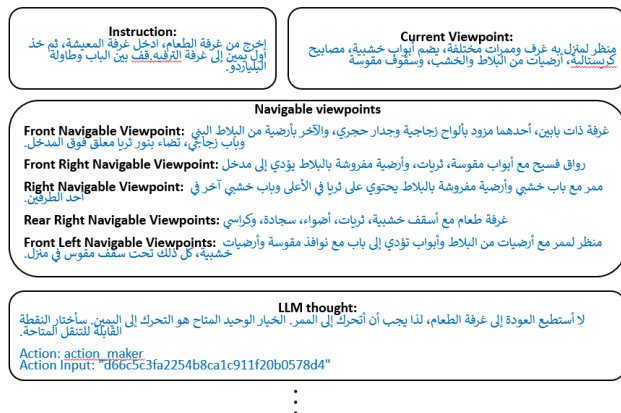 Instruction:
إخرج من غرفة الطعام، ادخل غرفة المعيشة، ثم خذ
أول يمين إلى غرفة الترفيه.قف بين الباب وطاولة
البلياردو.
Current Viewpoint:
منظر لمنزل به غرف وممرات مختلفة، يضم أبواب خشبية، مصابيح
كريستالية، أرضيات من البلاط والخشب، وسقوف مقوسة
Navigable viewpoints
Front Navigable Viewpoint: غرفة ذات بابين، أحدهما مزود بألواح زجاجية وجدار حجري، والآخر بأرضية من البلاط البني
وباب زجاجي، تضاء بنور ثريا معلق فوق المدخل.
Front Right Navigable Viewpoint: رواق فسيح مع أبواب مقوسة، ثريات، وأرضية مفروشة بالبلاط يؤدي إلى مدخل
Right Navigable Viewpoint: ممر مع باب خشبي وأرضية مفروشة بالبلاط يحتوي على ثريا في الأعلى وباب خشبي آخر في
احد الطرفين.
Rear Right Navigable Viewpoints: غرفة طعام مع أسقف خشبية، ثريات، أضواء، سجادة، وكراسي
Front Left Navigable Viewpoints: منظر لممر مع أرضيات من البلاط وأبواب تؤدي إلى باب مع نوافذ مقوسة وأرضيات
خشبية، كل ذلك تحت سقف مقوس في منزل.
LLM thought:
لا أستطيع العودة إلى غرفة الطعام، لذا يجب أن أتحرك إلى الممر. الخيار الوحيد المتاح هو التحرك إلى اليمين. سأختار النقطة
القابلة للتنقل المتاحة.
Action: action_maker
Action Input: "d66c5c3fa2254b8ca1c911f20b0578d4"